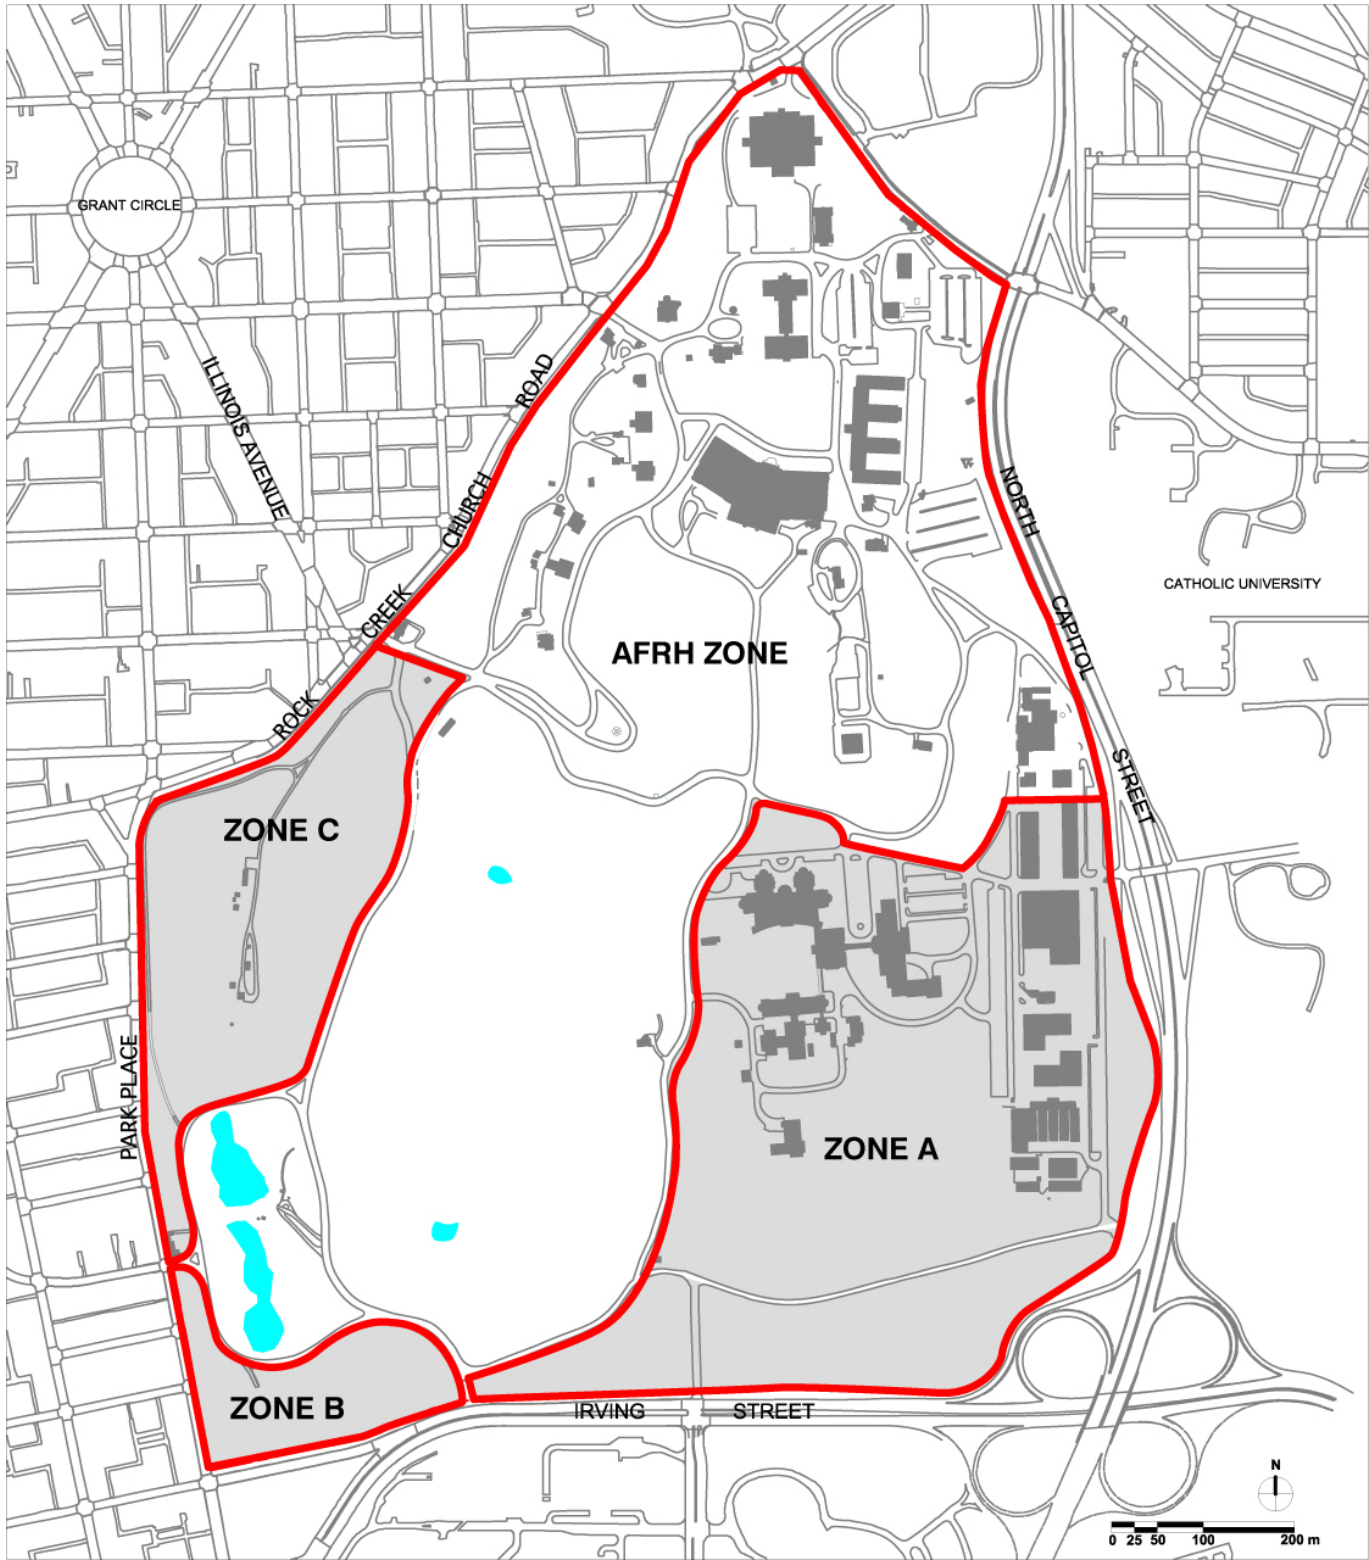 GRANT CIRCLE
ILLINOIS AVENUE
ROCK CREEK CHURCH ROAD
NORTH CAPITOL STREET
CATHOLIC UNIVERSITY
AFRH ZONE
ZONE C
PARK PLACE
ZONE A
ZONE B
IRVING STREET
N
0 25 50 100 200 m